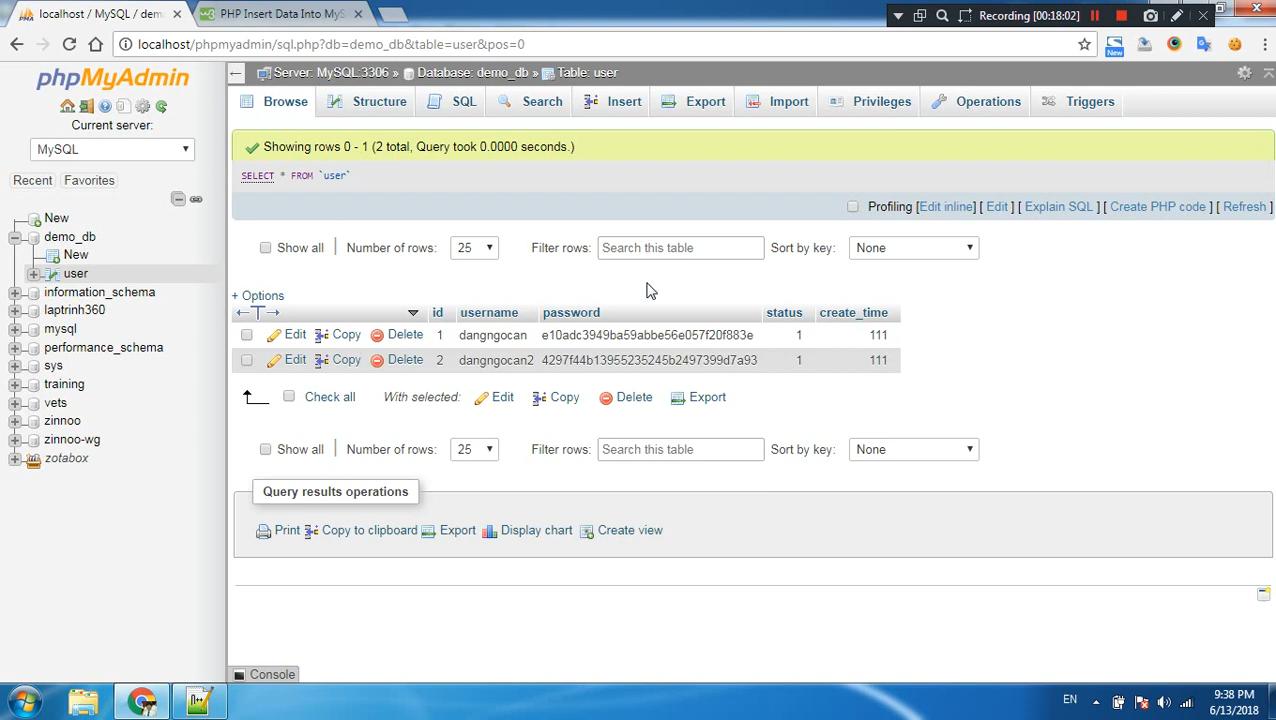 localhost / MySQL / dem
PHP Insert Data Into MyS
Recording [00:18:02]
localhost/phpmyadmin/sql.php?db=demo_db&table=user&pos=0
New
phpMyAdmin
Current server:
MySQL
Recent
Favorites
New
demo_db
New
user
information_schema
laptrinh360
mysql
performance_schema
sys
training
vets
zinnoo
zinnoo-wg
zotabox
Server: MySQL:3306 » Database: demo_db » Table: user
Browse Structure SQL Search Insert Export Import Privileges Operations Triggers
Showing rows 0 - 1 (2 total, Query took 0.0000 seconds.)
SELECT * FROM `user`
Profiling [Edit inline] [ Edit ] [ Explain SQL ] [ Create PHP code ] [ Refresh ]
Show all Number of rows: 25 Filter rows: Search this table Sort by key: None
+ Options
id username password status create_time
Edit Copy Delete 1 dangngocan e10adc3949ba59abbe56e057f20f883e 1 111
Edit Copy Delete 2 dangngocan2 4297f44b13955235245b2497399d7a93 1 111
Check all With selected: Edit Copy Delete Export
Show all Number of rows: 25 Filter rows: Search this table Sort by key: None
Query results operations
Print Copy to clipboard Export Display chart Create view
Console
EN
9:38 PM
6/13/2018